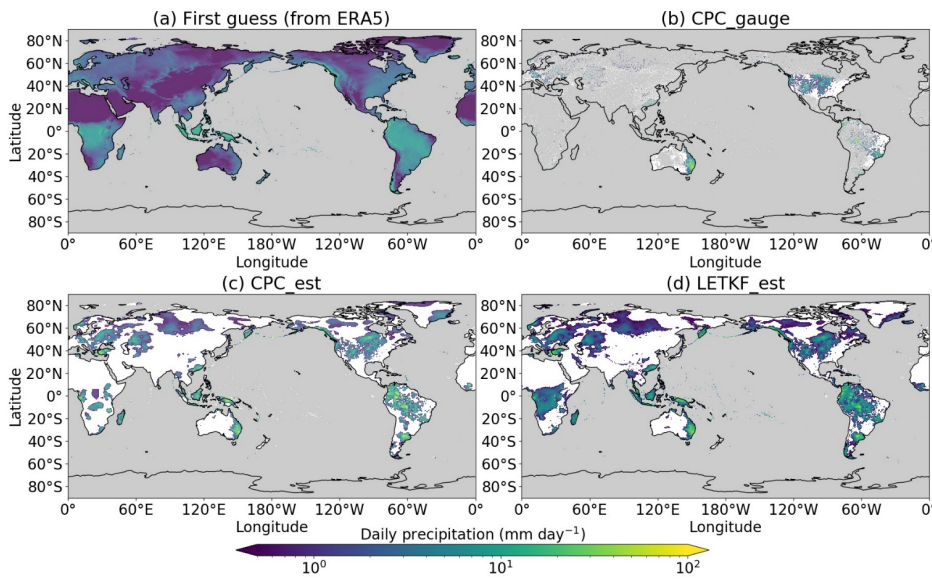 (a) First guess (from ERA5)
80°N
60°N
40°N
20°N
0°
20°S
40°S
60°S
80°S
Latitude
0° 60°E 120°E 180° 120°W 60°W 0°
Longitude
(b) CPC_gauge
80°N
60°N
40°N
20°N
0°
20°S
40°S
60°S
80°S
0° 60°E 120°E 180° 120°W 60°W 0°
Longitude
(c) CPC_est
80°N
60°N
40°N
20°N
0°
20°S
40°S
60°S
80°S
Latitude
0° 60°E 120°E 180° 120°W 60°W 0°
Longitude
(d) LETKF_est
80°N
60°N
40°N
20°N
0°
20°S
40°S
60°S
80°S
Latitude
0° 60°E 120°E 180° 120°W 60°W 0°
Longitude
Daily precipitation (mm day⁻¹)
10⁰ 10¹ 10²